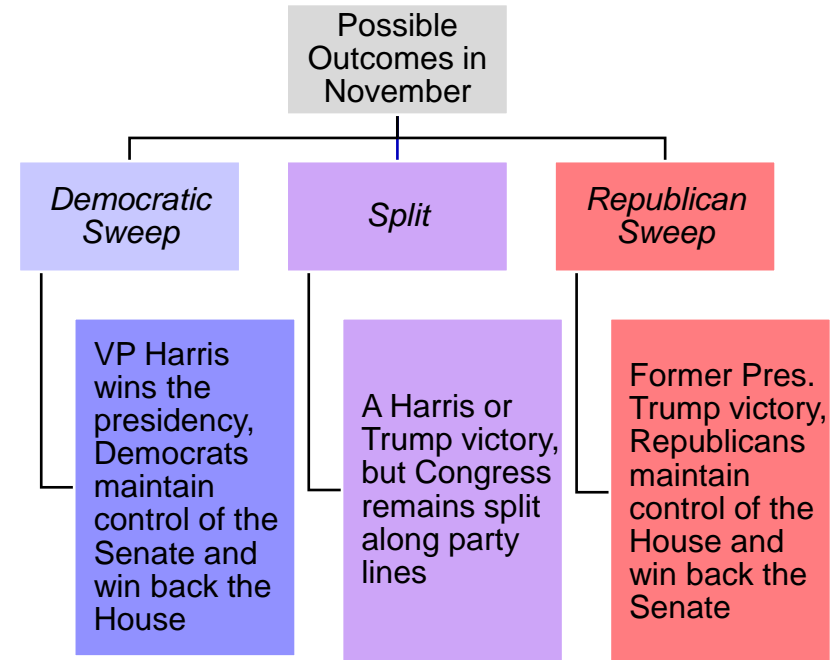 Possible
Outcomes in
November
Democratic
Sweep
Split
Republican
Sweep
VP Harris
wins the
presidency,
Democrats
maintain
control of the
Senate and
win back the
House
A Harris or
Trump victory,
but Congress
remains split
along party
lines
Former Pres.
Trump victory,
Republicans
maintain
control of the
House and
win back the
Senate